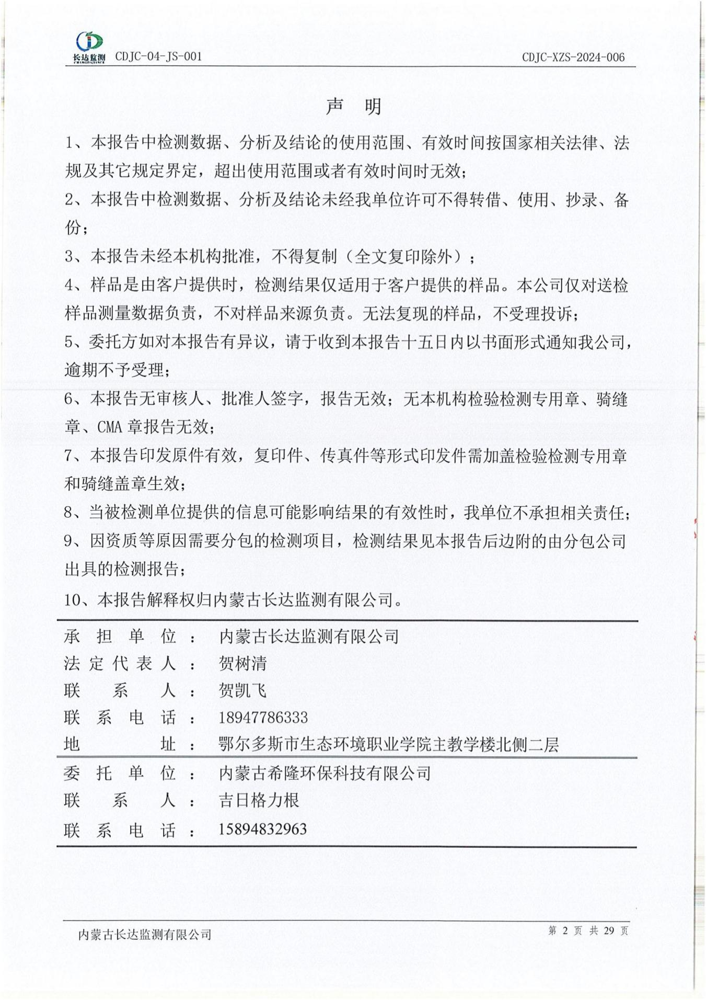 长达监测 CDJC-04-JS-001 CDJC-XZS-2024-006
CHANGDAJIANCE
声 明
1、本报告中检测数据、分析及结论的使用范围、有效时间按国家相关法律、法
规及其它规定界定，超出使用范围或者有效时间时无效；
2、本报告中检测数据、分析及结论未经我单位许可不得转借、使用、抄录、备
份；
3、本报告未经本机构批准，不得复制（全文复印除外）；
4、样品是由客户提供时，检测结果仅适用于客户提供的样品。本公司仅对送检
样品测量数据负责，不对样品来源负责。无法复现的样品，不受理投诉；
5、委托方如对本报告有异议，请于收到本报告十五日内以书面形式通知我公司，
逾期不予受理；
6、本报告无审核人、批准人签字，报告无效；无本机构检验检测专用章、骑缝
章、CMA 章报告无效；
7、本报告印发原件有效，复印件、传真件等形式印发件需加盖检验检测专用章
和骑缝盖章生效；
8、当被检测单位提供的信息可能影响结果的有效性时，我单位不承担相关责任；
9、因资质等原因需要分包的检测项目，检测结果见本报告后边附的由分包公司
出具的检测报告；
10、本报告解释权归内蒙古长达监测有限公司。
承担单位： 内蒙古长达监测有限公司
法定代表人： 贺树清
联系人： 贺凯飞
联系电话： 18947786333
地址： 鄂尔多斯市生态环境职业学院主教学楼北侧二层
委托单位： 内蒙古希隆环保科技有限公司
联系人： 吉日格力根
联系电话： 15894832963
内蒙古长达监测有限公司 第 2 页 共 29 页